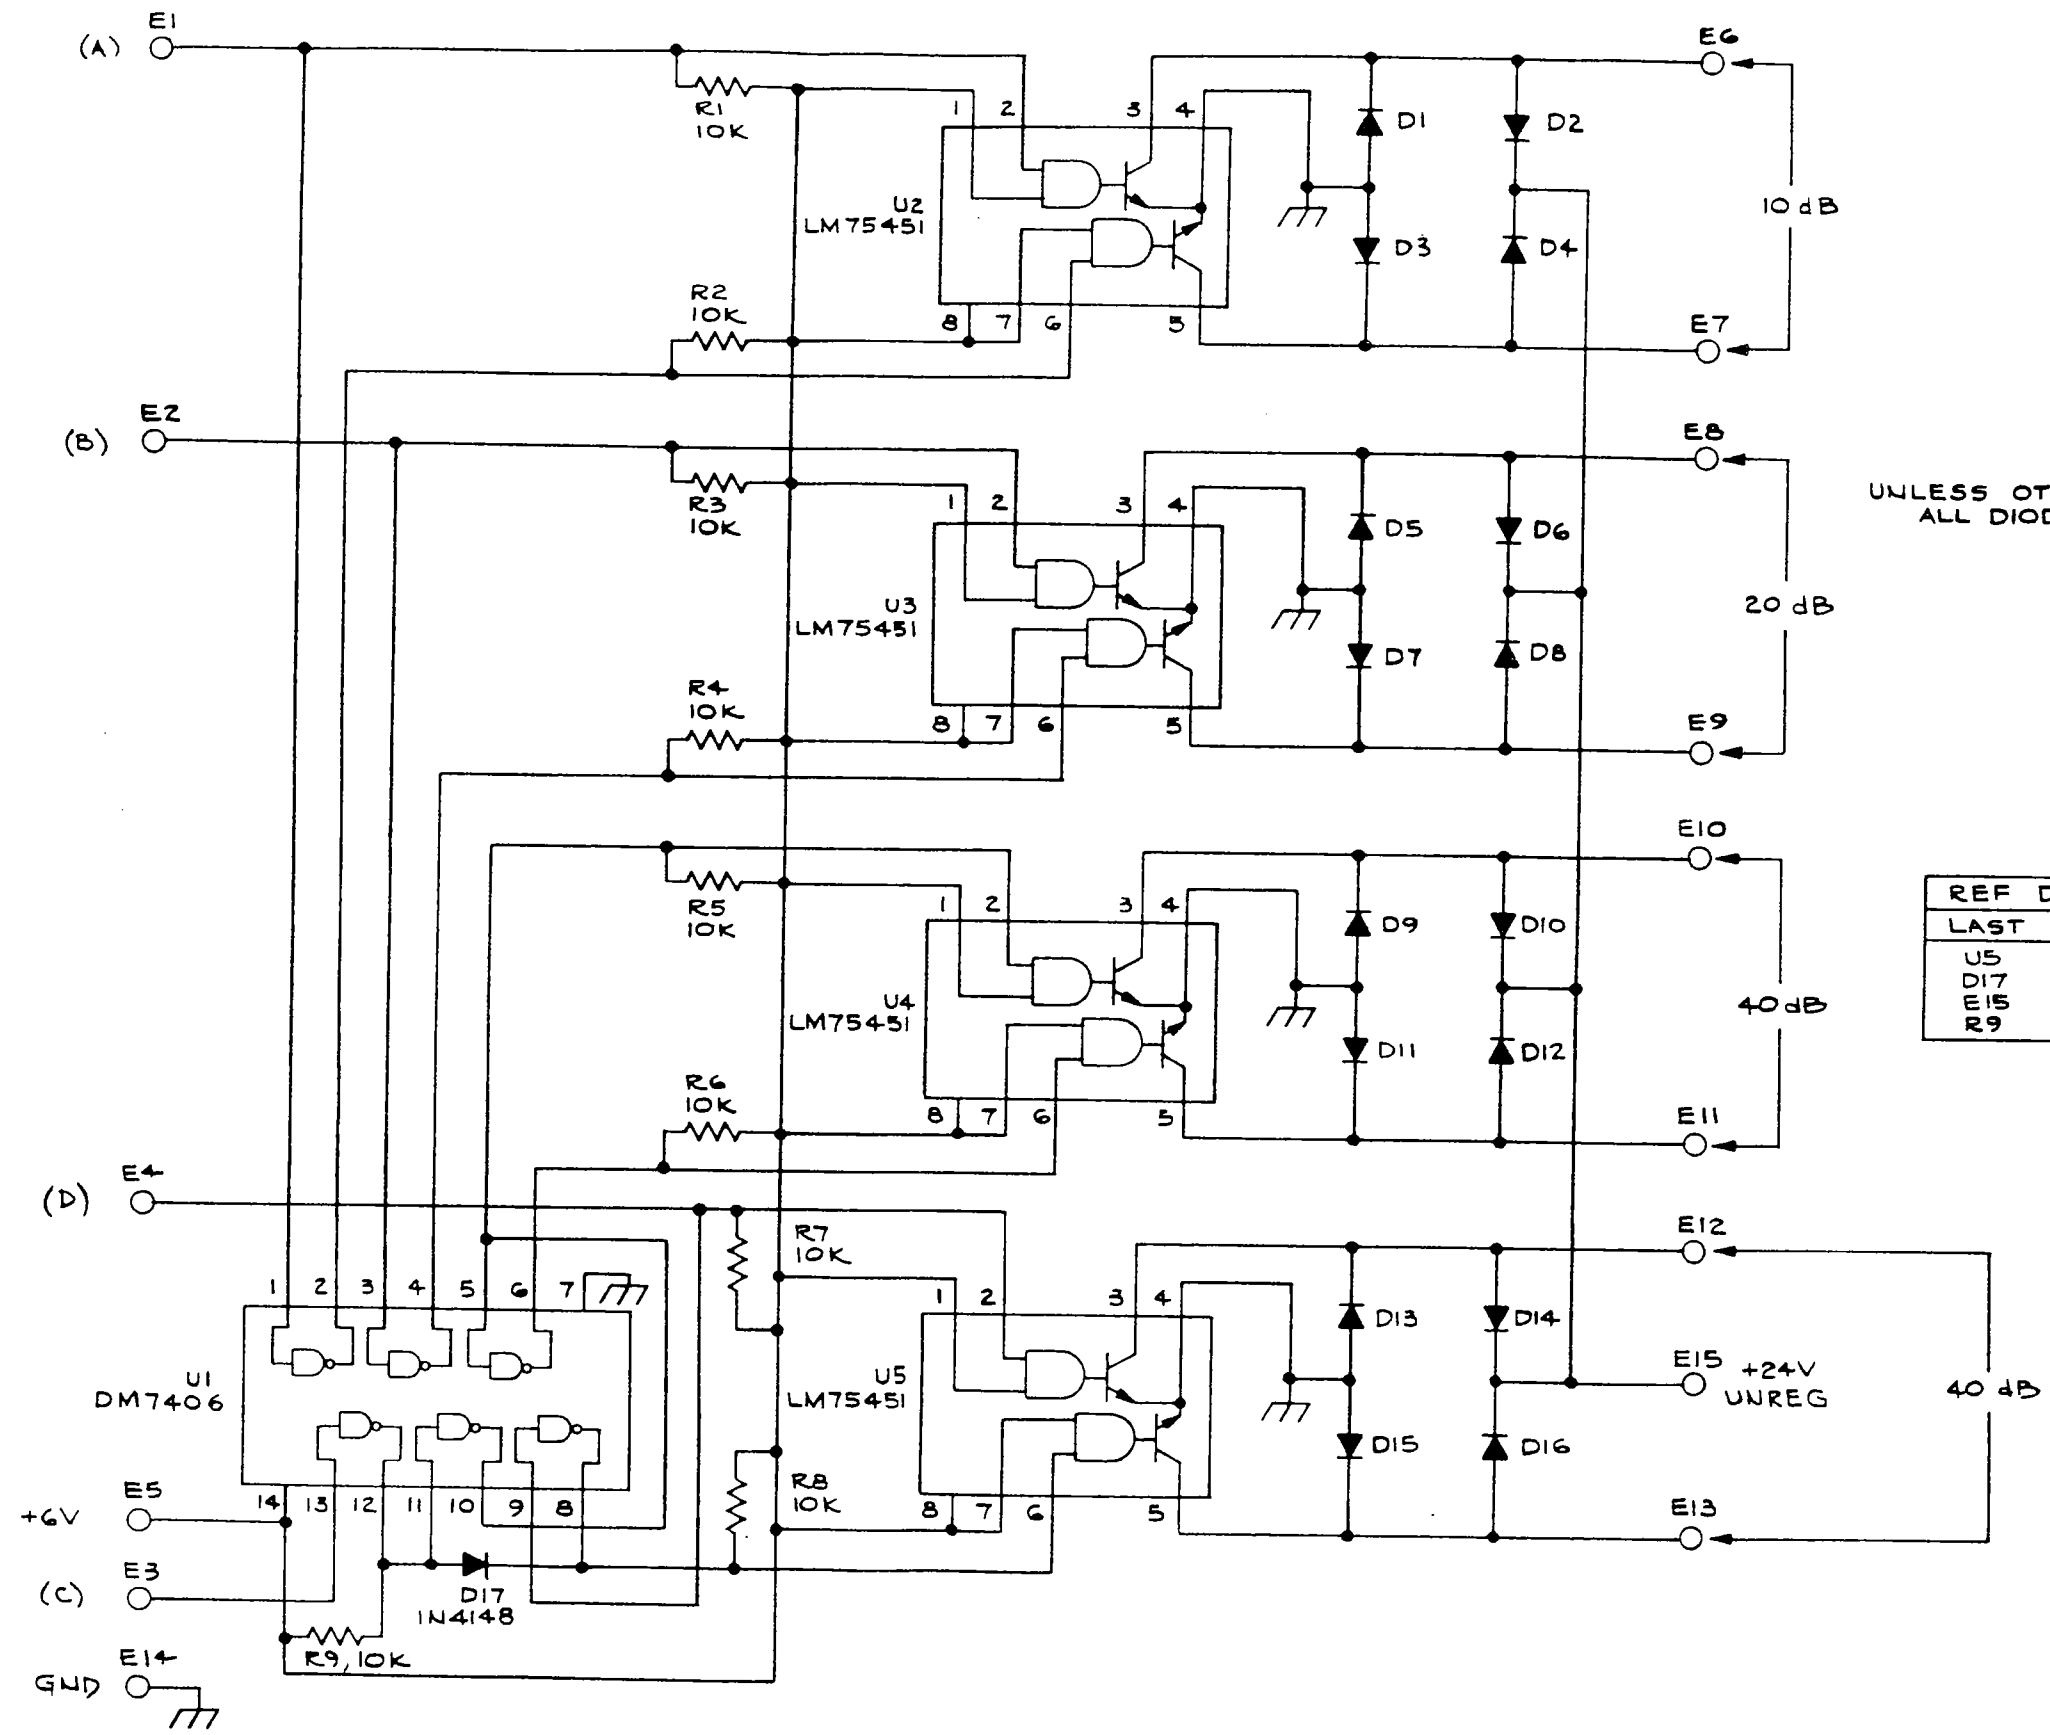 (A) E1
R1
10K
1 2 3 4
U2
LM75451
8 7 6 5
D1 D2
D3 D4
E6
10 dB
E7
R2
10K
(B) E2
R3
10K
1 2 3 4
U3
LM75451
8 7 6 5
D5 D6
D7 D8
E8
20 dB
E9
UNLESS OT
ALL DIOD
R4
10K
R5
10K
1 2 3 4
U4
LM75451
8 7 6 5
D9 D10
D11 D12
E10
40 dB
E11
REF D
LAST
U5
D17
E15
R9
R6
10K
(D) E4
R7
10K
1 2 3 4 5 6 7
U1
DM7406
14 13 12 11 10 9 8
1 2 3 4
U5
LM75451
8 7 6 5
D13 D14
D15 D16
E12
E15 +24V
UNREG
40 dB
E13
R8
10K
+6V E5
(C) E3
D17
1N4148
R9, 10K
GND E14